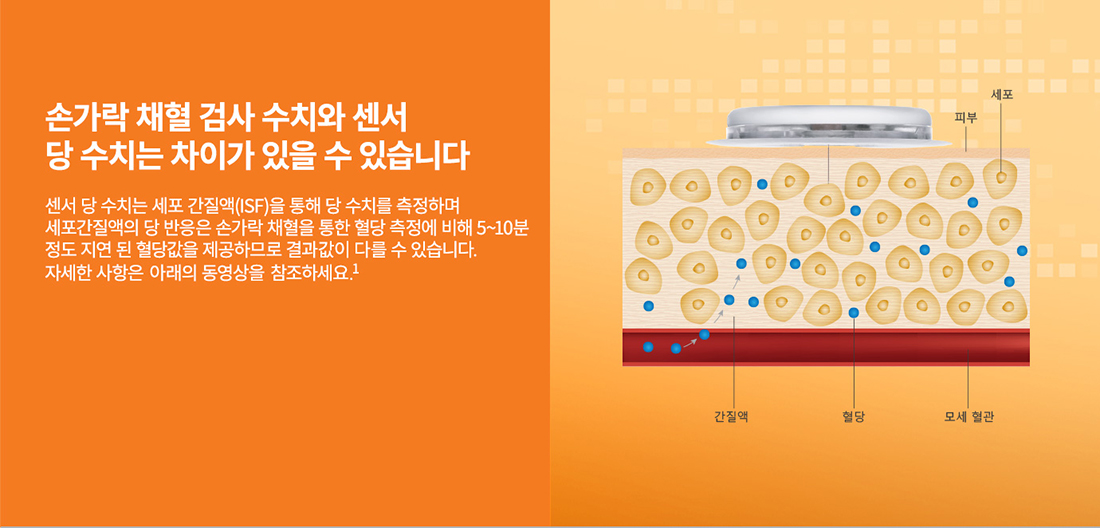 손가락 채혈 검사 수치와 센서
당 수치는 차이가 있을 수 있습니다
센서 당 수치는 세포 간질액(ISF)을 통해 당 수치를 측정하며
세포간질액의 당 반응은 손가락 채혈을 통한 혈당 측정에 비해 5~10분
정도 지연 된 혈당값을 제공하므로 결과값이 다를 수 있습니다.
자세한 사항은 아래의 동영상을 참조하세요.1
세포
피부
간질액
혈당
모세 혈관